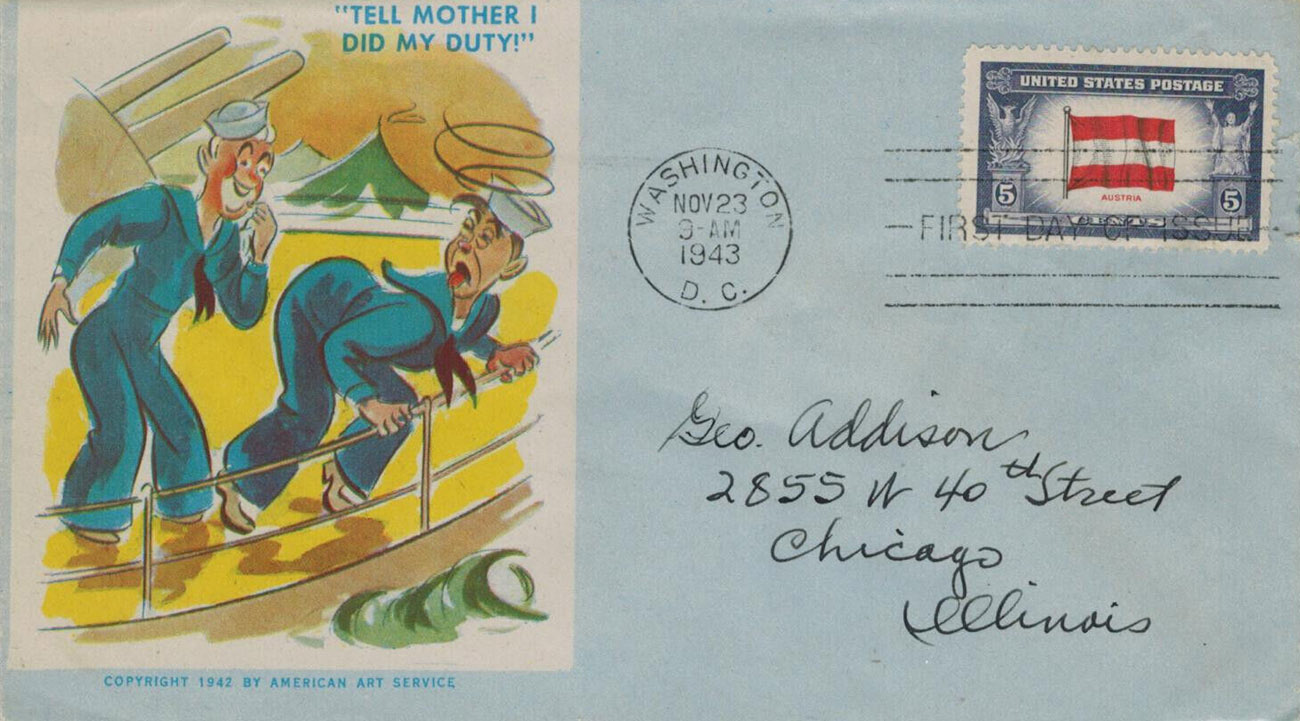 "TELL MOTHER I
DID MY DUTY!"
COPYRIGHT 1942 BY AMERICAN ART SERVICE
WASHINGTON
NOV 23
9-AM
1943
D. C.
UNITED STATES POSTAGE
AUSTRIA
5 5
CENTS
FIRST DAY OF ISSUE
Geo. Addison
2855 W 40th Street
Chicago
Illinois